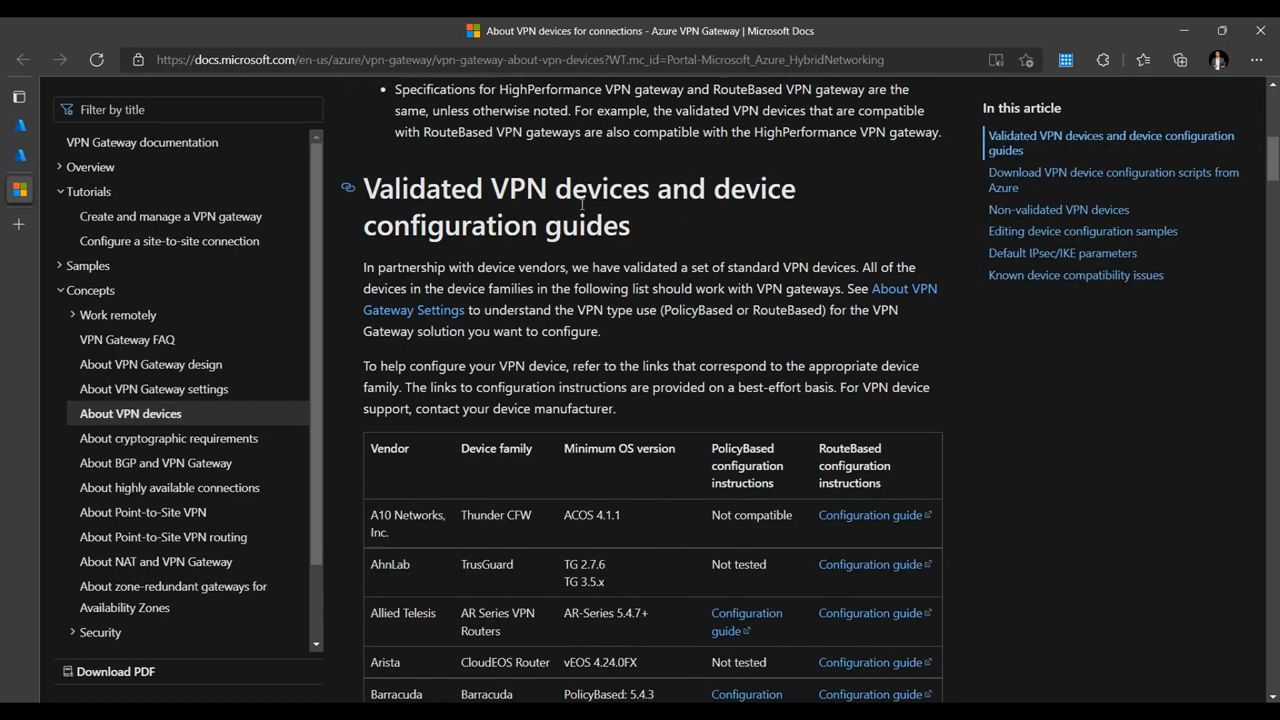 About VPN devices for connections - Azure VPN Gateway | Microsoft Docs
https://docs.microsoft.com/en-us/azure/vpn-gateway/vpn-gateway-about-vpn-devices?WT.mc_id=Portal-Microsoft_Azure_HybridNetworking
Filter by title
VPN Gateway documentation
Overview
Tutorials
Create and manage a VPN gateway
Configure a site-to-site connection
Samples
Concepts
Work remotely
VPN Gateway FAQ
About VPN Gateway design
About VPN Gateway settings
About VPN devices
About cryptographic requirements
About BGP and VPN Gateway
About highly available connections
About Point-to-Site VPN
About Point-to-Site VPN routing
About NAT and VPN Gateway
About zone-redundant gateways for
Availability Zones
Security
Download PDF
• Specifications for HighPerformance VPN gateway and RouteBased VPN gateway are the
same, unless otherwise noted. For example, the validated VPN devices that are compatible
with RouteBased VPN gateways are also compatible with the HighPerformance VPN gateway.
Validated VPN devices and device
configuration guides
In partnership with device vendors, we have validated a set of standard VPN devices. All of the
devices in the device families in the following list should work with VPN gateways. See About VPN
Gateway Settings to understand the VPN type use (PolicyBased or RouteBased) for the VPN
Gateway solution you want to configure.
To help configure your VPN device, refer to the links that correspond to the appropriate device
family. The links to configuration instructions are provided on a best-effort basis. For VPN device
support, contact your device manufacturer.
Vendor Device family Minimum OS version PolicyBased RouteBased
configuration configuration
instructions instructions
A10 Networks, Thunder CFW ACOS 4.1.1 Not compatible Configuration guide
Inc.
AhnLab TrusGuard TG 2.7.6 Not tested Configuration guide
TG 3.5.x
Allied Telesis AR Series VPN AR-Series 5.4.7+ Configuration Configuration guide
Routers guide
Arista CloudEOS Router vEOS 4.24.0FX Not tested Configuration guide
Barracuda Barracuda PolicyBased: 5.4.3 Configuration Configuration guide
In this article
Validated VPN devices and device configuration
guides
Download VPN device configuration scripts from
Azure
Non-validated VPN devices
Editing device configuration samples
Default IPsec/IKE parameters
Known device compatibility issues